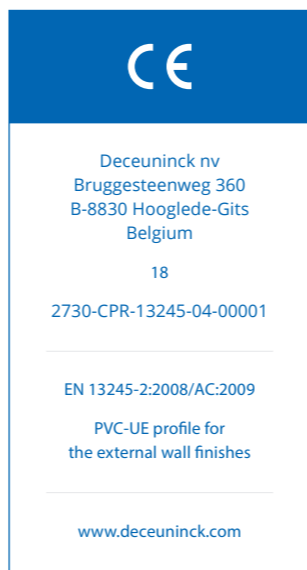 CE
Deceuninck nv
Bruggesteenweg 360
B-8830 Hooglede-Gits
Belgium
18
2730-CPR-13245-04-00001
EN 13245-2:2008/AC:2009
PVC-UE profile for
the external wall finishes
www.deceuninck.com